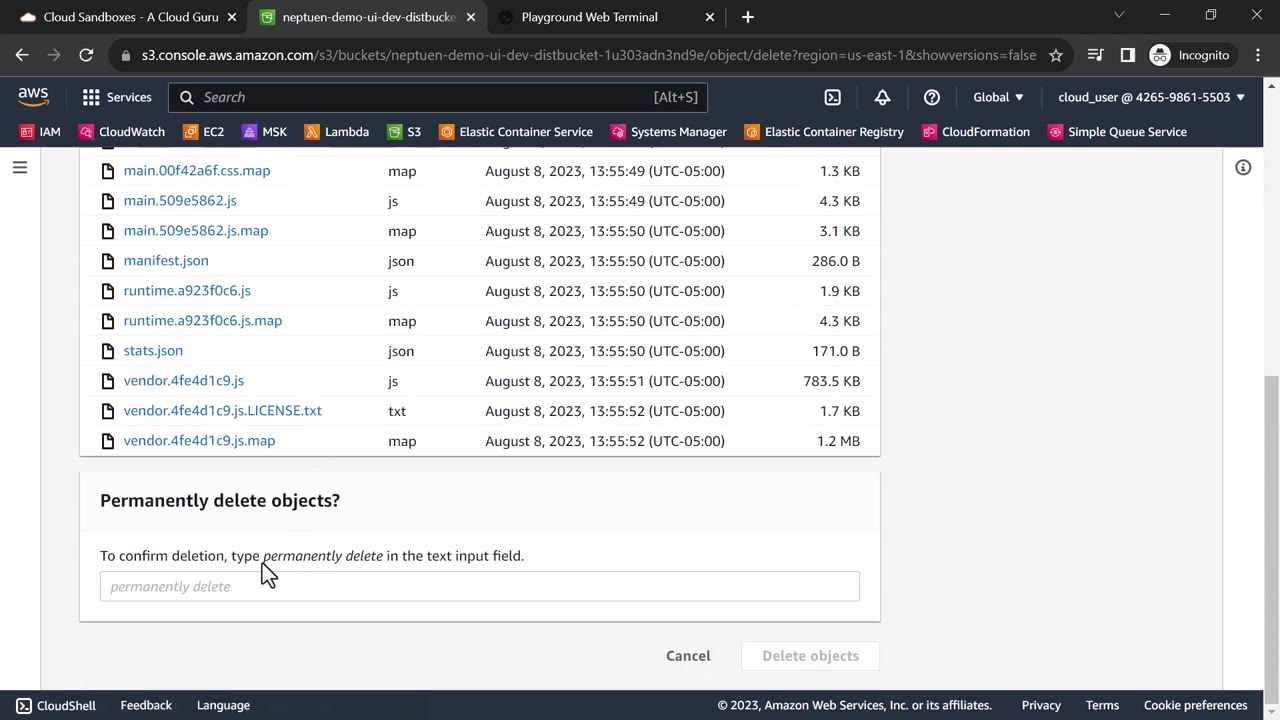 Cloud Sandboxes - A Cloud Guru
neptuen-demo-ui-dev-distbucke
Playground Web Terminal
s3.console.aws.amazon.com/s3/buckets/neptuen-demo-ui-dev-distbucket-1u303adn3nd9e/object/delete?region=us-east-1&showversions=false
Incognito
aws
Services
Search
[Alt+S]
Global
cloud_user @ 4265-9861-5503
IAM CloudWatch EC2 MSK Lambda S3 Elastic Container Service Systems Manager Elastic Container Registry CloudFormation Simple Queue Service
main.00f42a6f.css.map map August 8, 2023, 13:55:49 (UTC-05:00) 1.3 KB
main.509e5862.js js August 8, 2023, 13:55:49 (UTC-05:00) 4.3 KB
main.509e5862.js.map map August 8, 2023, 13:55:50 (UTC-05:00) 3.1 KB
manifest.json json August 8, 2023, 13:55:50 (UTC-05:00) 286.0 B
runtime.a923f0c6.js js August 8, 2023, 13:55:50 (UTC-05:00) 1.9 KB
runtime.a923f0c6.js.map map August 8, 2023, 13:55:50 (UTC-05:00) 4.3 KB
stats.json json August 8, 2023, 13:55:50 (UTC-05:00) 171.0 B
vendor.4fe4d1c9.js js August 8, 2023, 13:55:51 (UTC-05:00) 783.5 KB
vendor.4fe4d1c9.js.LICENSE.txt txt August 8, 2023, 13:55:52 (UTC-05:00) 1.7 KB
vendor.4fe4d1c9.js.map map August 8, 2023, 13:55:52 (UTC-05:00) 1.2 MB
Permanently delete objects?
To confirm deletion, type permanently delete in the text input field.
permanently delete
Cancel
Delete objects
CloudShell Feedback Language © 2023, Amazon Web Services, Inc. or its affiliates. Privacy Terms Cookie preferences